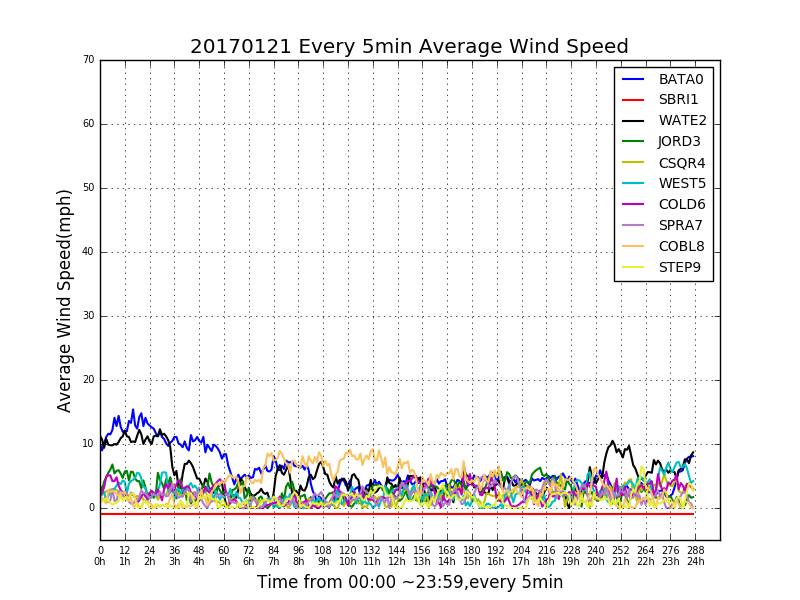 20170121 Every 5min Average Wind Speed
70
60
50
40
30
20
10
0
Average Wind Speed(mph)
BATA0
SBRI1
WATE2
JORD3
CSQR4
WEST5
COLD6
SPRA7
COBL8
STEP9
0 12 24 36 48 60 72 84 96 108 120 132 144 156 168 180 192 204 216 228 240 252 264 276 288
0h 1h 2h 3h 4h 5h 6h 7h 8h 9h 10h 11h 12h 13h 14h 15h 16h 17h 18h 19h 20h 21h 22h 23h 24h
Time from 00:00 ~23:59,every 5min